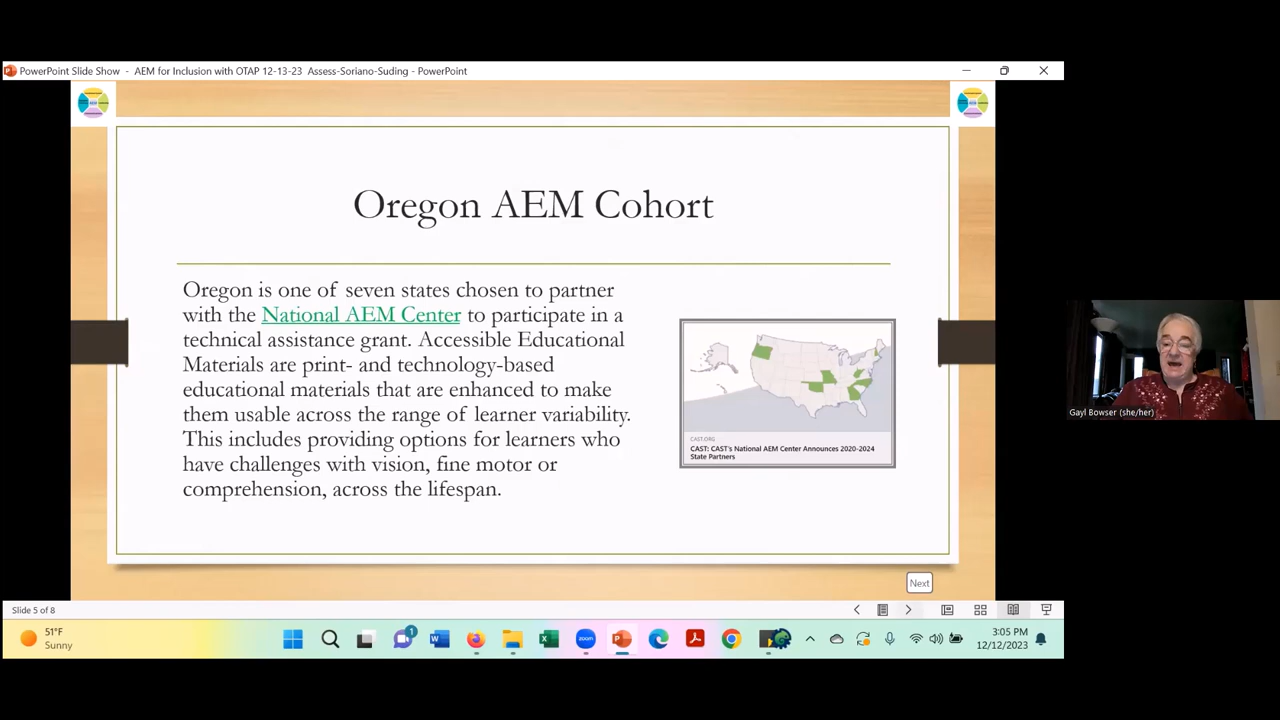 PowerPoint Slide Show - AEM for Inclusion with OTAP 12-13-23 Assess-Soriano-Suding - PowerPoint
Oregon AEM Cohort
Oregon is one of seven states chosen to partner
with the National AEM Center to participate in a
technical assistance grant. Accessible Educational
Materials are print- and technology-based
educational materials that are enhanced to make
them usable across the range of learner variability.
This includes providing options for learners who
have challenges with vision, fine motor or
comprehension, across the lifespan.
CAST.ORG
CAST: CAST's National AEM Center Announces 2020-2024
State Partners
Gayl Bowser (she/her)
Next
Slide 5 of 8
51°F
Sunny
1
3:05 PM
12/12/2023